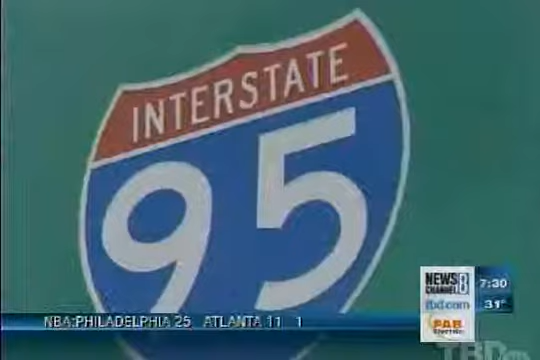 INTERSTATE
95
NEWS
CHANNEL 8
tbd.com
7:30
31°
FAB
NBA:PHILADELPHIA 25 ATLANTA 11 1
TBD